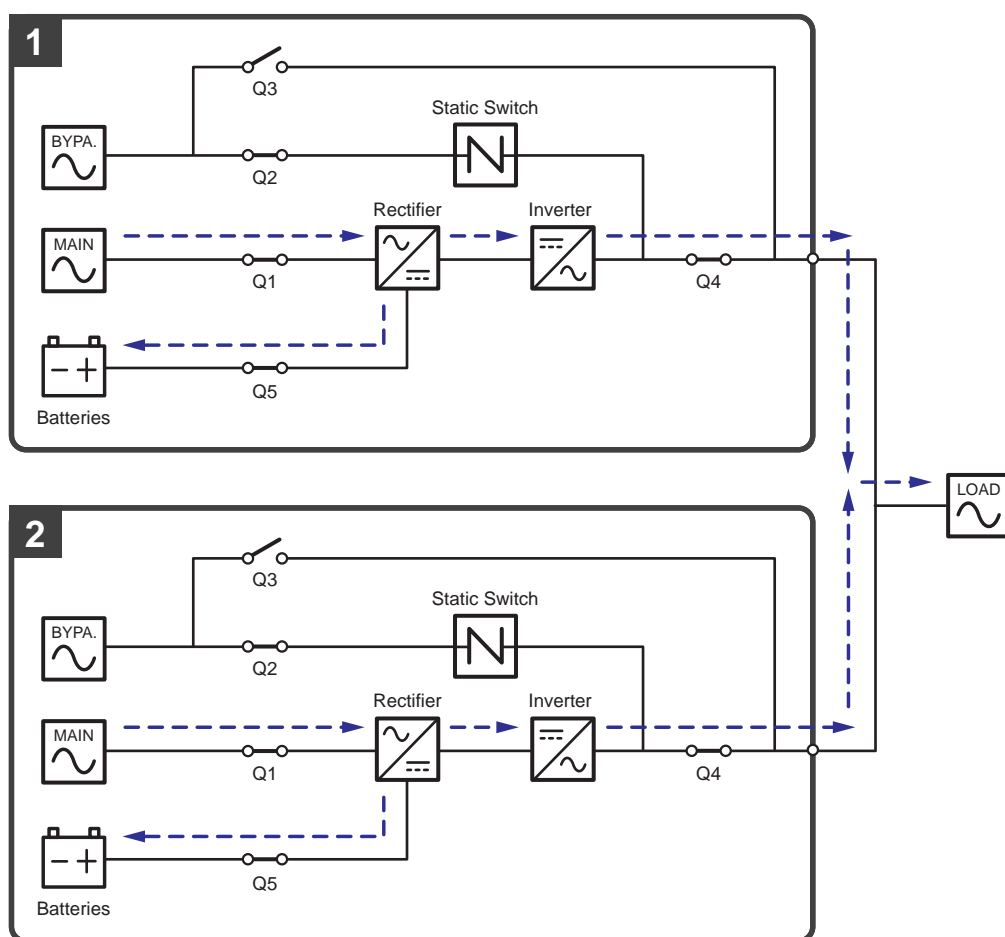 1
Q3
Static Switch
BYPA.
Q2
Rectifier
Inverter
MAIN
Q1
Q4
Q5
Batteries
LOAD
2
Q3
Static Switch
BYPA.
Q2
Rectifier
Inverter
MAIN
Q1
Q4
Q5
Batteries